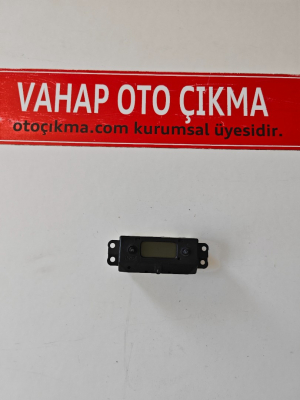 VAHAP OTO ÇIKMA
otoçıkma.com kurumsal üyesidir.